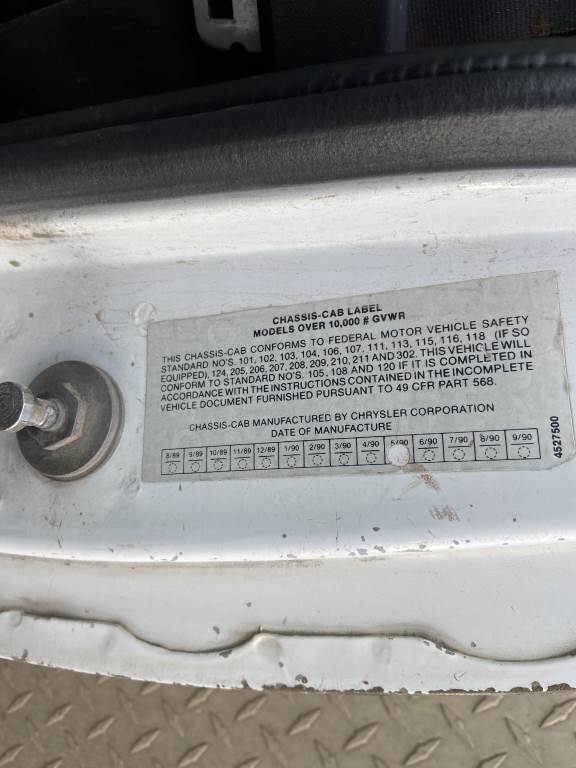 CHASSIS-CAB LABEL
MODELS OVER 10,000 # GVWR
THIS CHASSIS-CAB CONFORMS TO FEDERAL MOTOR VEHICLE SAFETY
STANDARD NO'S. 101, 102, 103, 104, 106, 107, 111, 113, 115, 116, 118 (IF SO
EQUIPPED), 124, 205, 206, 207, 208, 209, 210, 211 AND 302. THIS VEHICLE WILL
CONFORM TO STANDARD NO'S. 105, 108 AND 120 IF IT IS COMPLETED IN
ACCORDANCE WITH THE INSTRUCTIONS CONTAINED IN THE INCOMPLETE
VEHICLE DOCUMENT FURNISHED PURSUANT TO 49 CFR PART 568.
CHASSIS-CAB MANUFACTURED BY CHRYSLER CORPORATION
DATE OF MANUFACTURE
8/89 9/89 10/89 11/89 12/89 1/90 2/90 3/90 4/90 5/90 6/90 7/90 8/90 9/90
4527500